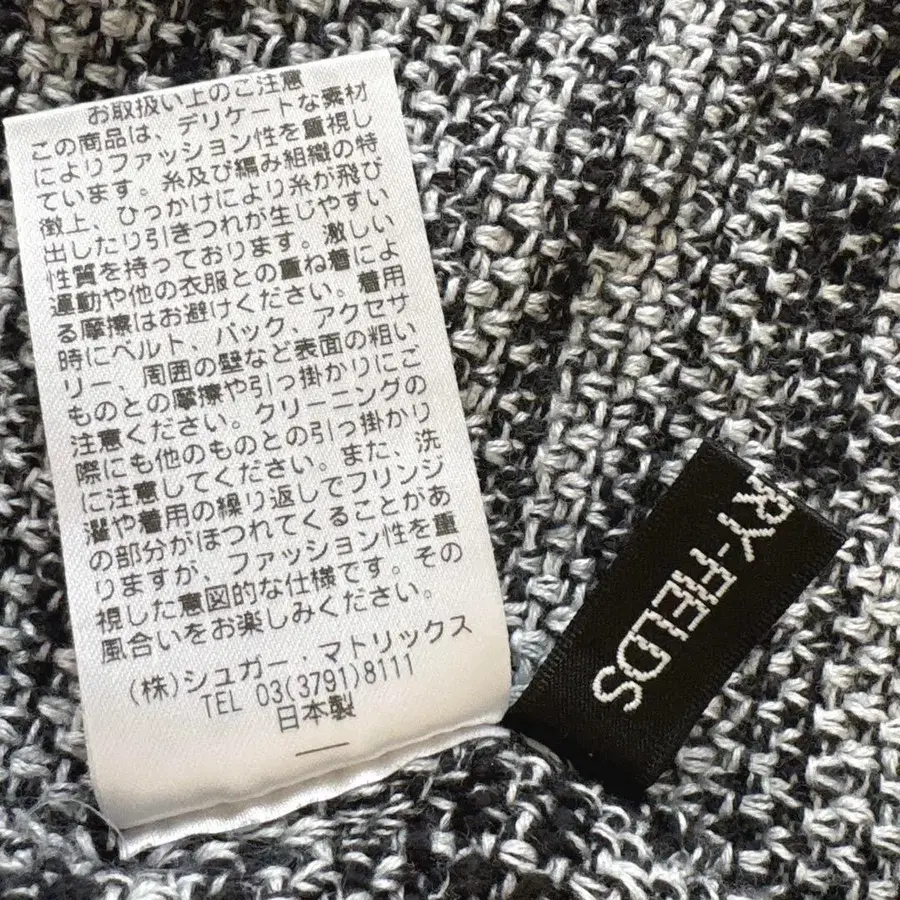 お取扱い上のご注意
この商品は、デリケートな素材
によりファッション性を重視し
ています。糸及び編み組織の特
徴上、ひっかけにより糸が飛び
出したり引きつれが生じやすい
性質を持っております。激しい
運動や他の衣服との重ね着によ
る摩擦はお避けください。着用
時にベルト、バック、アクセサ
リー、周囲の壁など表面の粗い
ものとの摩擦や引っ掛かりにご
注意ください。クリーニングの
際にも他のものとの引っ掛かり
に注意してください。また、洗
濯や着用の繰り返しでフリンジ
の部分がほつれてくることがあ
りますが、ファッション性を重
視した意図的な仕様です。その
風合いをお楽しみください。
(株)シュガー・マトリックス
TEL 03(3791)8111
日本製
RY-FIELDS